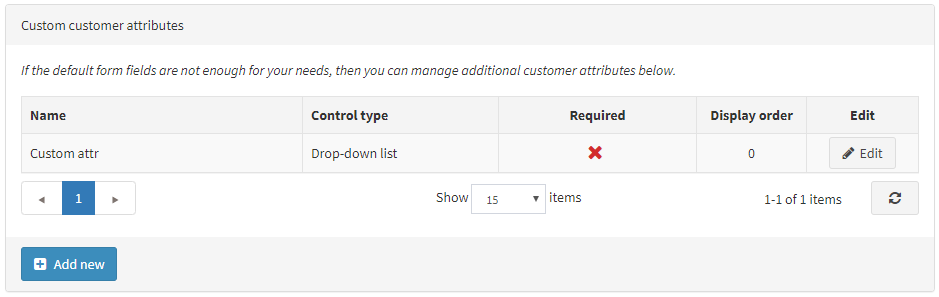 Custom customer attributes
If the default form fields are not enough for your needs, then you can manage additional customer attributes below.
Name Control type Required Display order Edit
Custom attr Drop-down list 0 Edit
1 Show 15 items 1-1 of 1 items
Add new